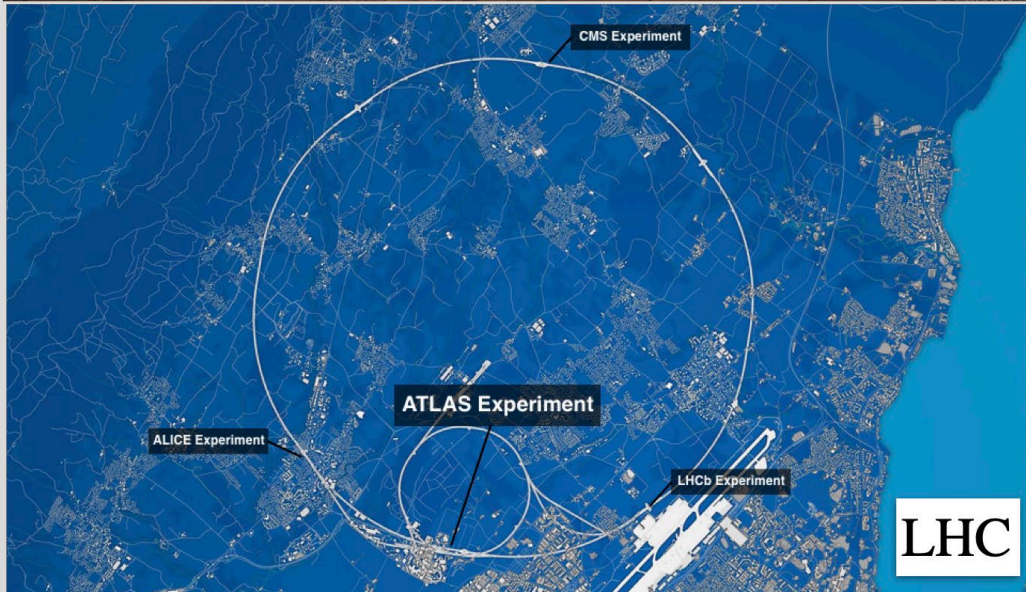 CMS Experiment
ATLAS Experiment
ALICE Experiment
LHCb Experiment
LHC